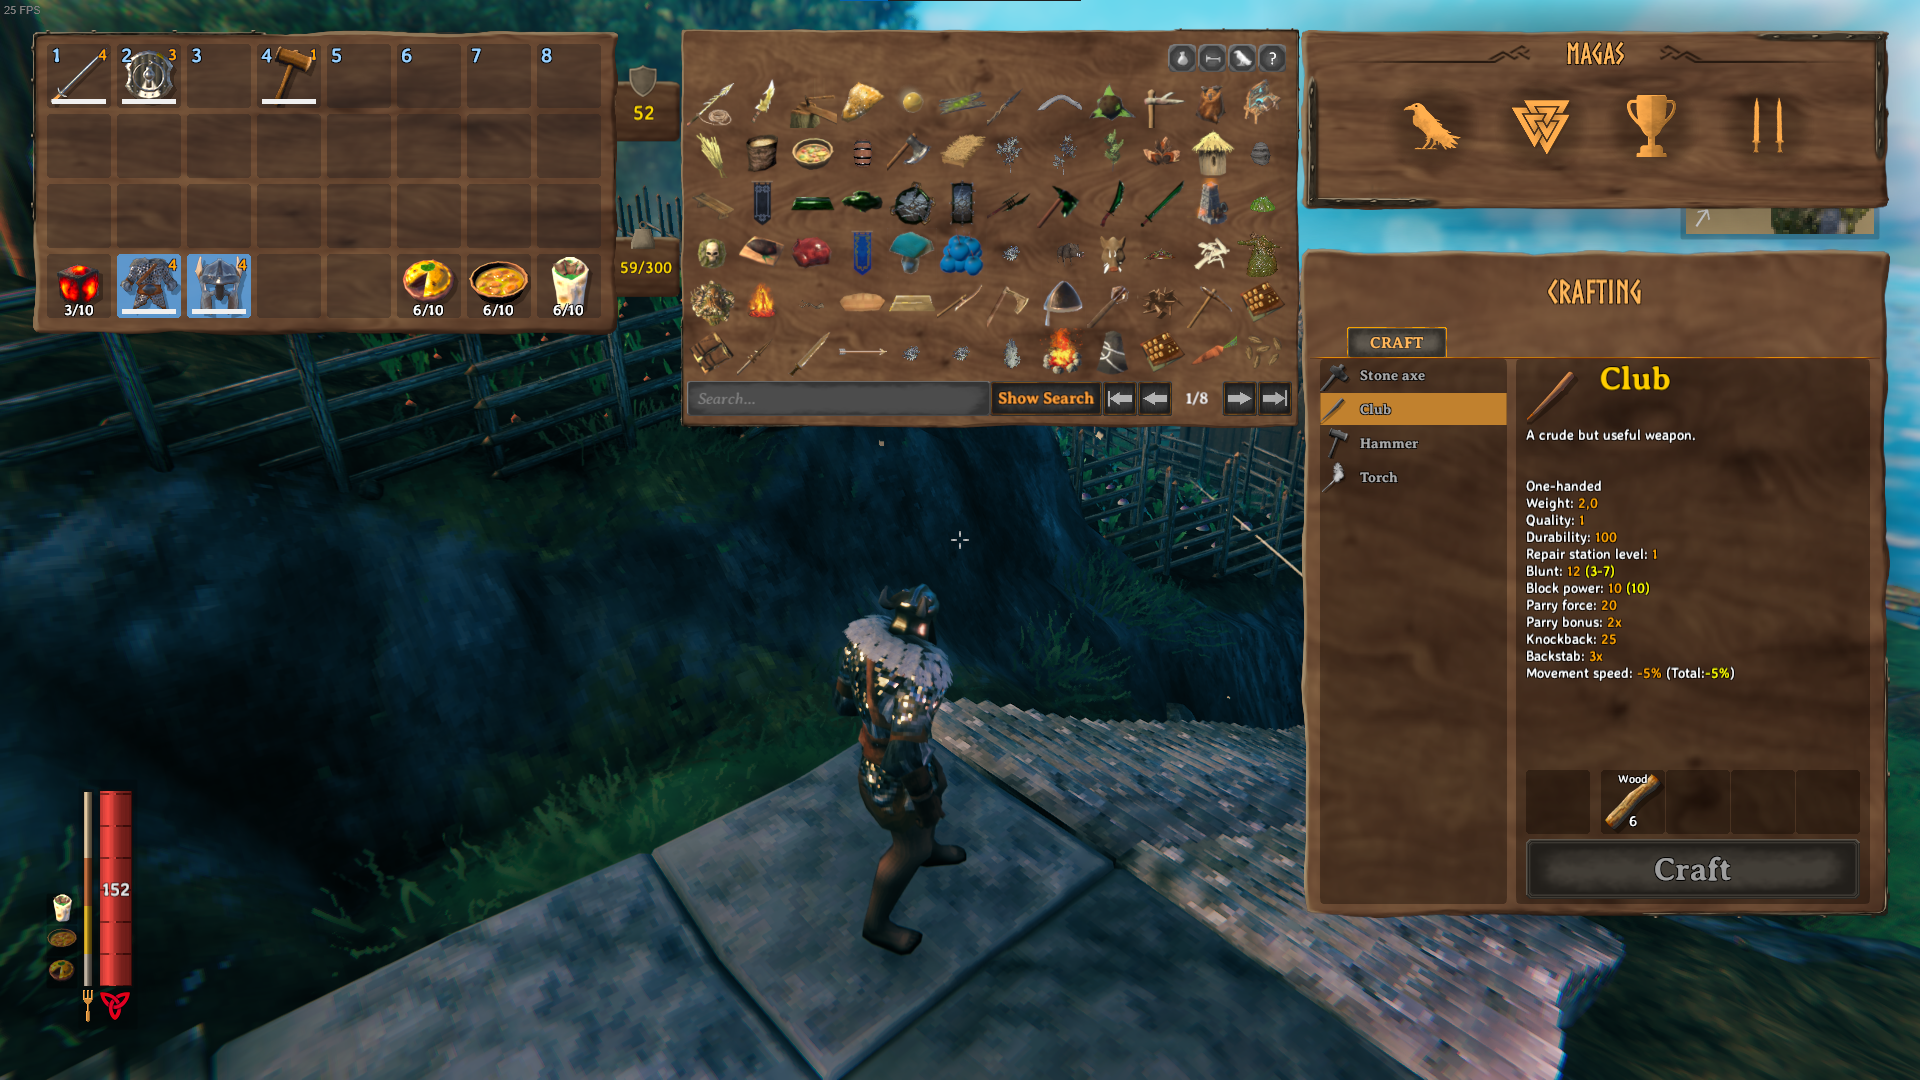 25 FPS
1 4 2 3 3 4 1 5 6 7 8
52
59/300
3/10 4 4 6/10 6/10 6/10
?
Search...
Show Search
1/8
MAGAS
CRAFTING
CRAFT
Stone axe
Club
Hammer
Torch
Club
A crude but useful weapon.
One-handed
Weight: 2,0
Quality: 1
Durability: 100
Repair station level: 1
Blunt: 12 (3-7)
Block power: 10 (10)
Parry force: 20
Parry bonus: 2x
Knockback: 25
Backstab: 3x
Movement speed: -5% (Total:-5%)
Wood
6
Craft
152